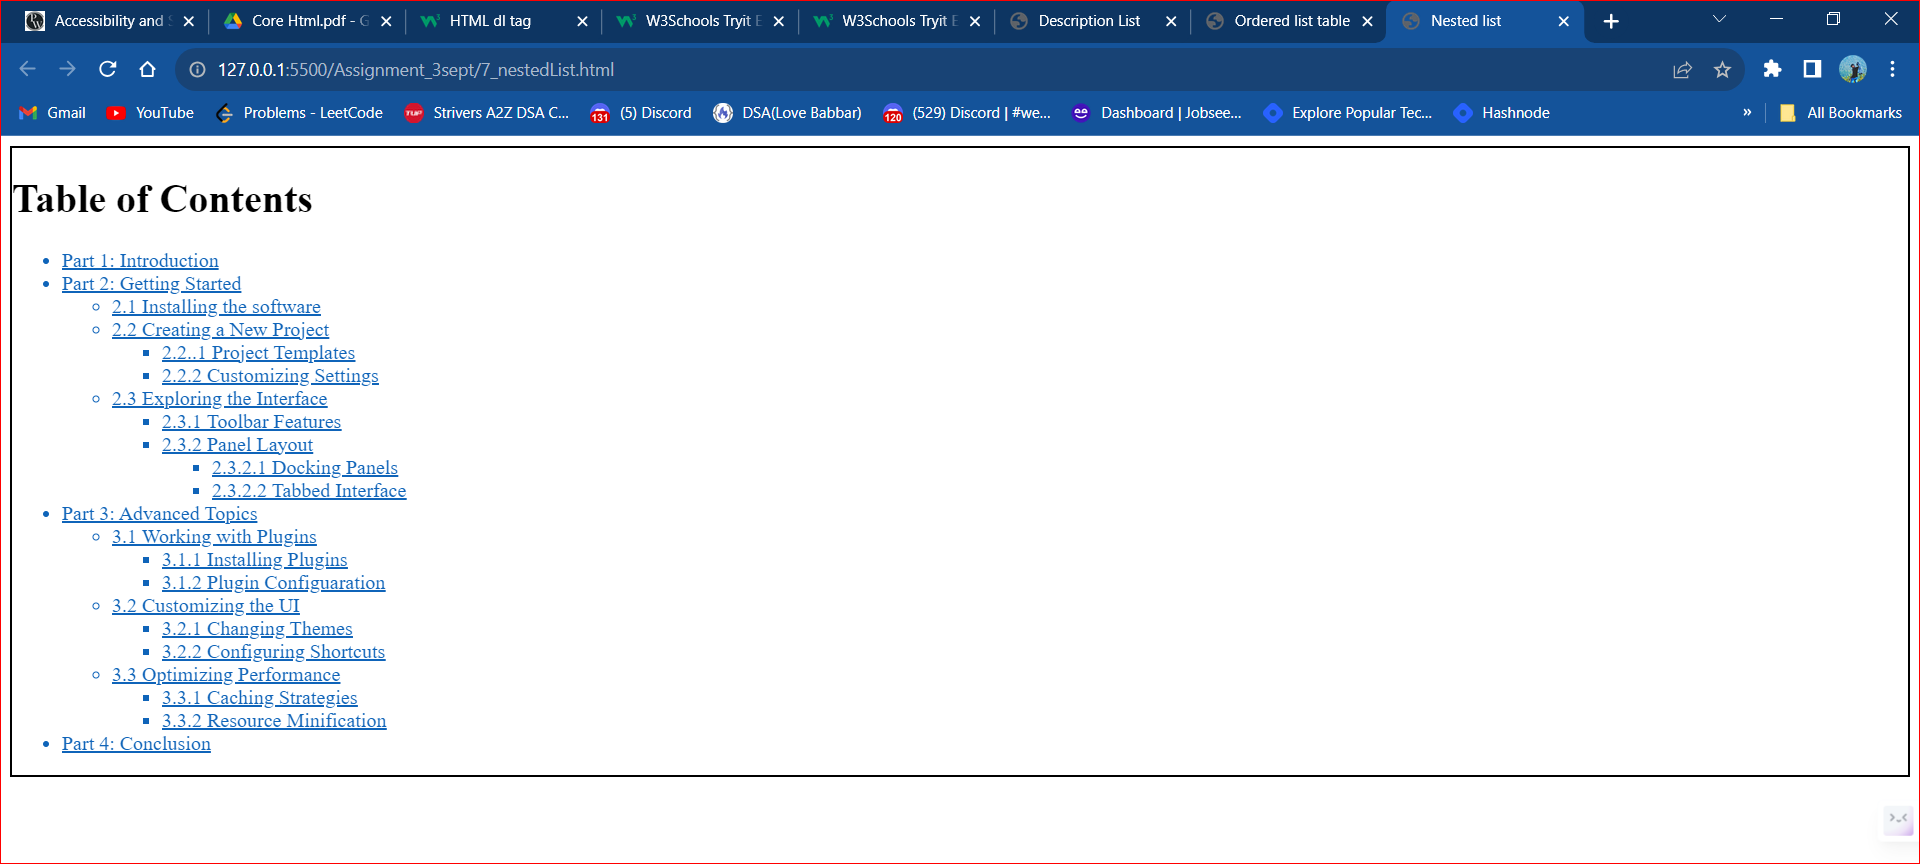 Accessibility and S
Core Html.pdf - G
HTML dl tag
W3Schools Tryit E
W3Schools Tryit E
Description List
Ordered list table
Nested list
127.0.0.1:5500/Assignment_3sept/7_nestedList.html
Gmail
YouTube
Problems - LeetCode
TUF
Strivers A2Z DSA C...
131
(5) Discord
DSA(Love Babbar)
120
(529) Discord | #we...
Dashboard | Jobsee...
Explore Popular Tec...
Hashnode
»
All Bookmarks
Table of Contents
Part 1: Introduction
Part 2: Getting Started
2.1 Installing the software
2.2 Creating a New Project
2.2..1 Project Templates
2.2.2 Customizing Settings
2.3 Exploring the Interface
2.3.1 Toolbar Features
2.3.2 Panel Layout
2.3.2.1 Docking Panels
2.3.2.2 Tabbed Interface
Part 3: Advanced Topics
3.1 Working with Plugins
3.1.1 Installing Plugins
3.1.2 Plugin Configuaration
3.2 Customizing the UI
3.2.1 Changing Themes
3.2.2 Configuring Shortcuts
3.3 Optimizing Performance
3.3.1 Caching Strategies
3.3.2 Resource Minification
Part 4: Conclusion